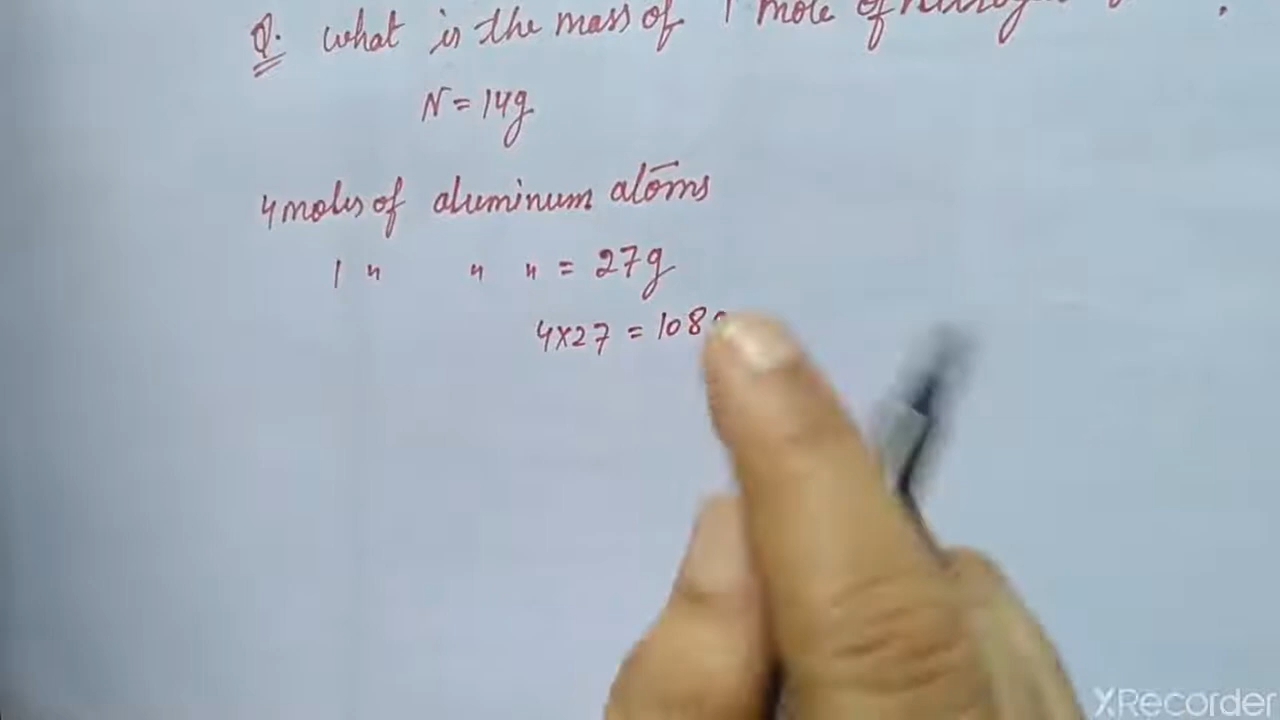 Q. What is the mass of 1 mole of
N = 14g
4 moles of aluminum atoms
1 " " " = 27g
4x27 = 108
XRecorder